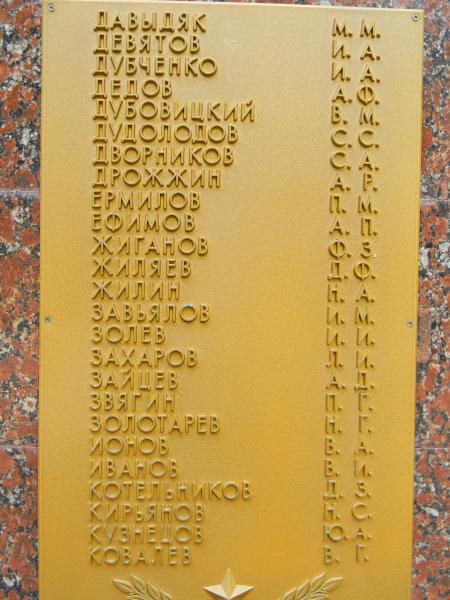 ДАВЫДЯК М. М.
ДЕВЯТОВ И. А.
ДУБЧЕНКО И. А.
ДЕДОВ А. Ф.
ДУБОВИЦКИЙ В. М.
ДУДОЛОДОВ С. С.
ДВОРНИКОВ С. А.
ДРОЖЖИН А. Р.
ЕРМИЛОВ П. М.
ЕФИМОВ А. П.
ЖИГАНОВ Ф. З.
ЖИЛЯЕВ Д. Ф.
ЖИЛИН Н. А.
ЗАВЬЯЛОВ И. М.
ЗОЛЕВ И. И.
ЗАХАРОВ Л. И.
ЗАЙЦЕВ А. Д.
ЗВЯГИН П. Г.
ЗОЛОТАРЕВ Н. Г.
ИОНОВ В. А.
ИВАНОВ В. И.
КОТЕЛЬНИКОВ Д. З.
КИРЬЯНОВ Н. С.
КУЗНЕЦОВ Ю. А.
КОВАЛЕВ В. Г.